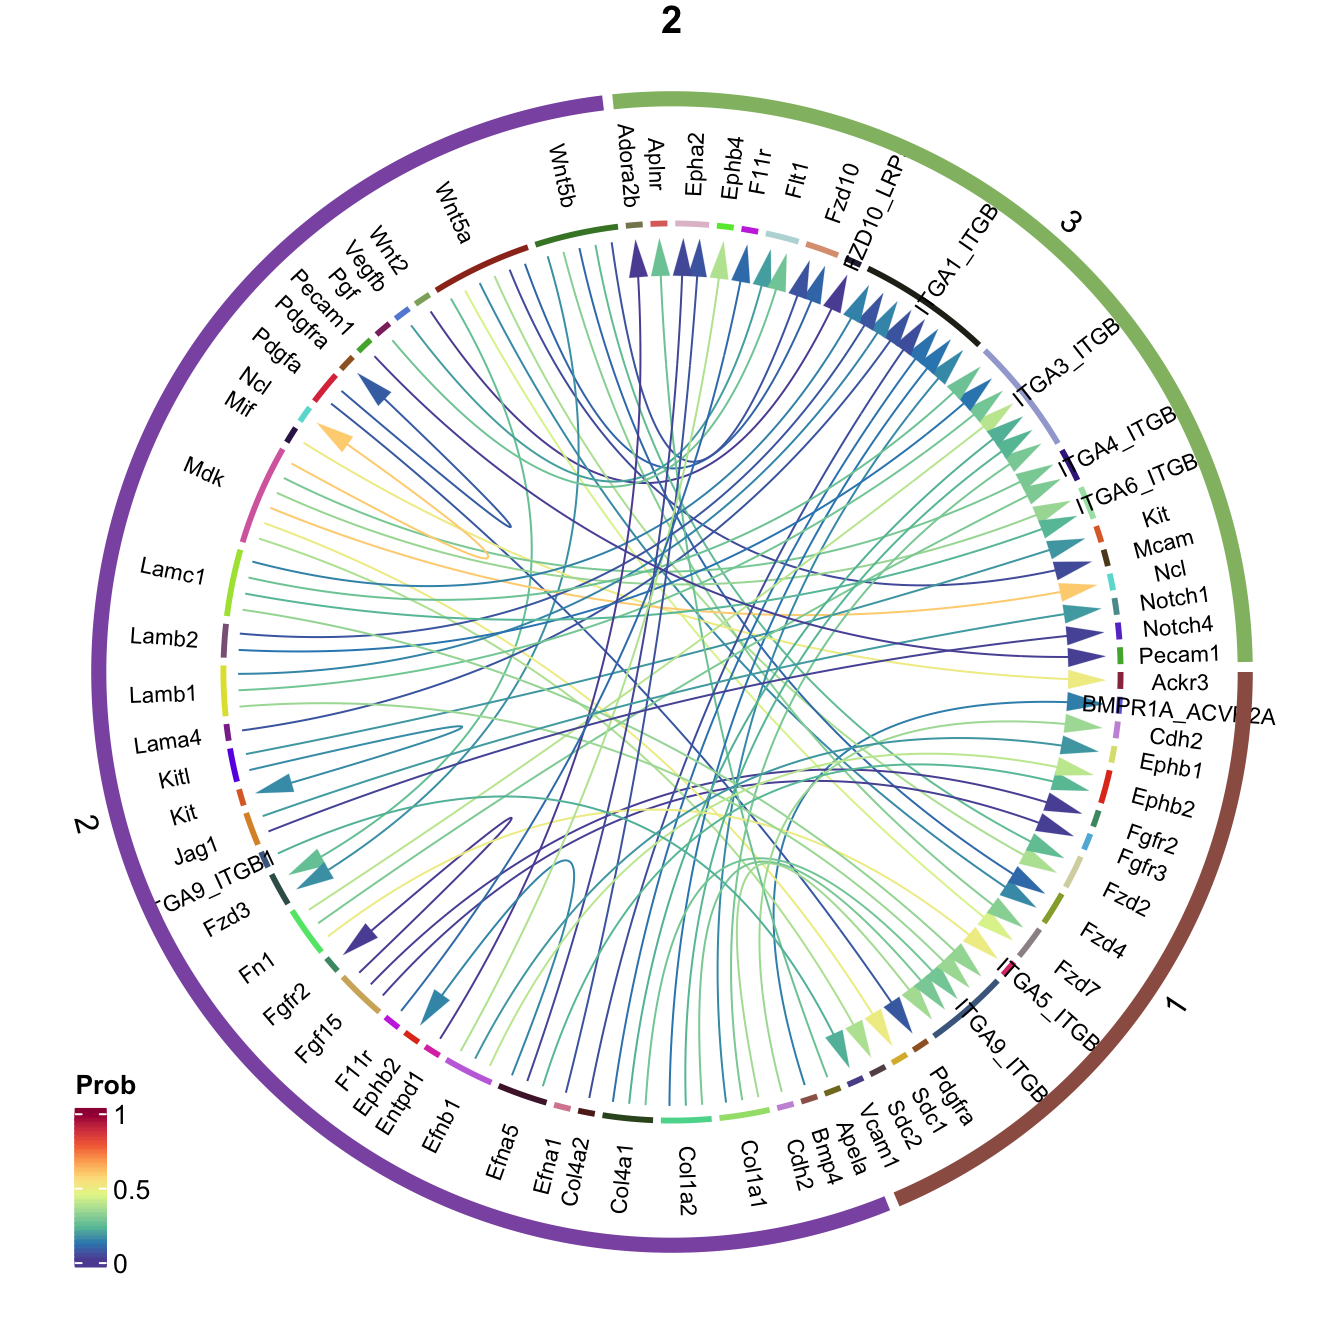 2
Adora2b
Aplnr
Epha2
Ephb4
F11r
Flt1
Fzd10
FZD10_LRP
ITGA1_ITGB
3
ITGA3_ITGB
ITGA4_ITGB
ITGA6_ITGB
Kit
Mcam
Ncl
Notch1
Notch4
Pecam1
Ackr3
BMPR1A_ACVR2A
Cdh2
Ephb1
Ephb2
Fgfr2
Fgfr3
Fzd2
Fzd4
Fzd7
1
ITGA5_ITGB
ITGA9_ITGB
Pdgfra
Sdc1
Sdc2
Vcam1
Apela
Bmp4
Cdh2
Col1a1
Col1a2
Col4a1
Col4a2
Efna1
Efna5
Efnb1
Entpd1
Ephb2
F11r
Fgf15
Fgfr2
Fn1
Fzd3
TGA9_ITGB1
Jag1
Kit
Kitl
2
Lama4
Lamb1
Lamb2
Lamc1
Mdk
Mif
Ncl
Pdgfa
Pdgfra
Pecam1
Pgf
Vegfb
Wnt2
Wnt5a
Wnt5b
Prob
1
0.5
0